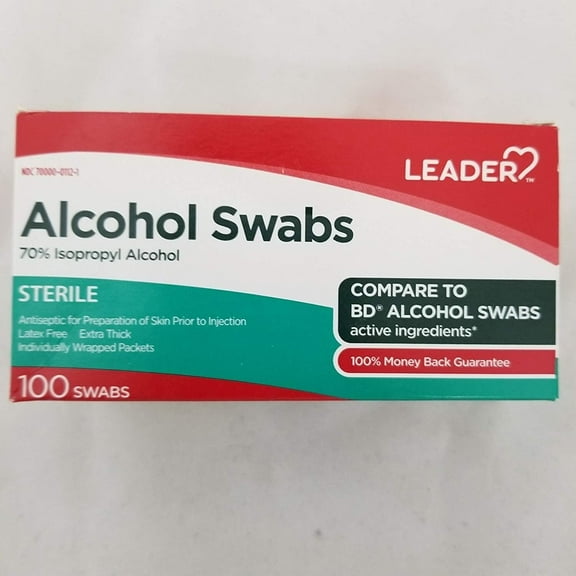 NDC 70000-0112-1
LEADER™
Alcohol Swabs
70% Isopropyl Alcohol
STERILE
Antiseptic for Preparation of Skin Prior to Injection
Latex Free Extra Thick
Individually Wrapped Packets
100 SWABS
COMPARE TO
BD® ALCOHOL SWABS
active ingredients*
100% Money Back Guarantee